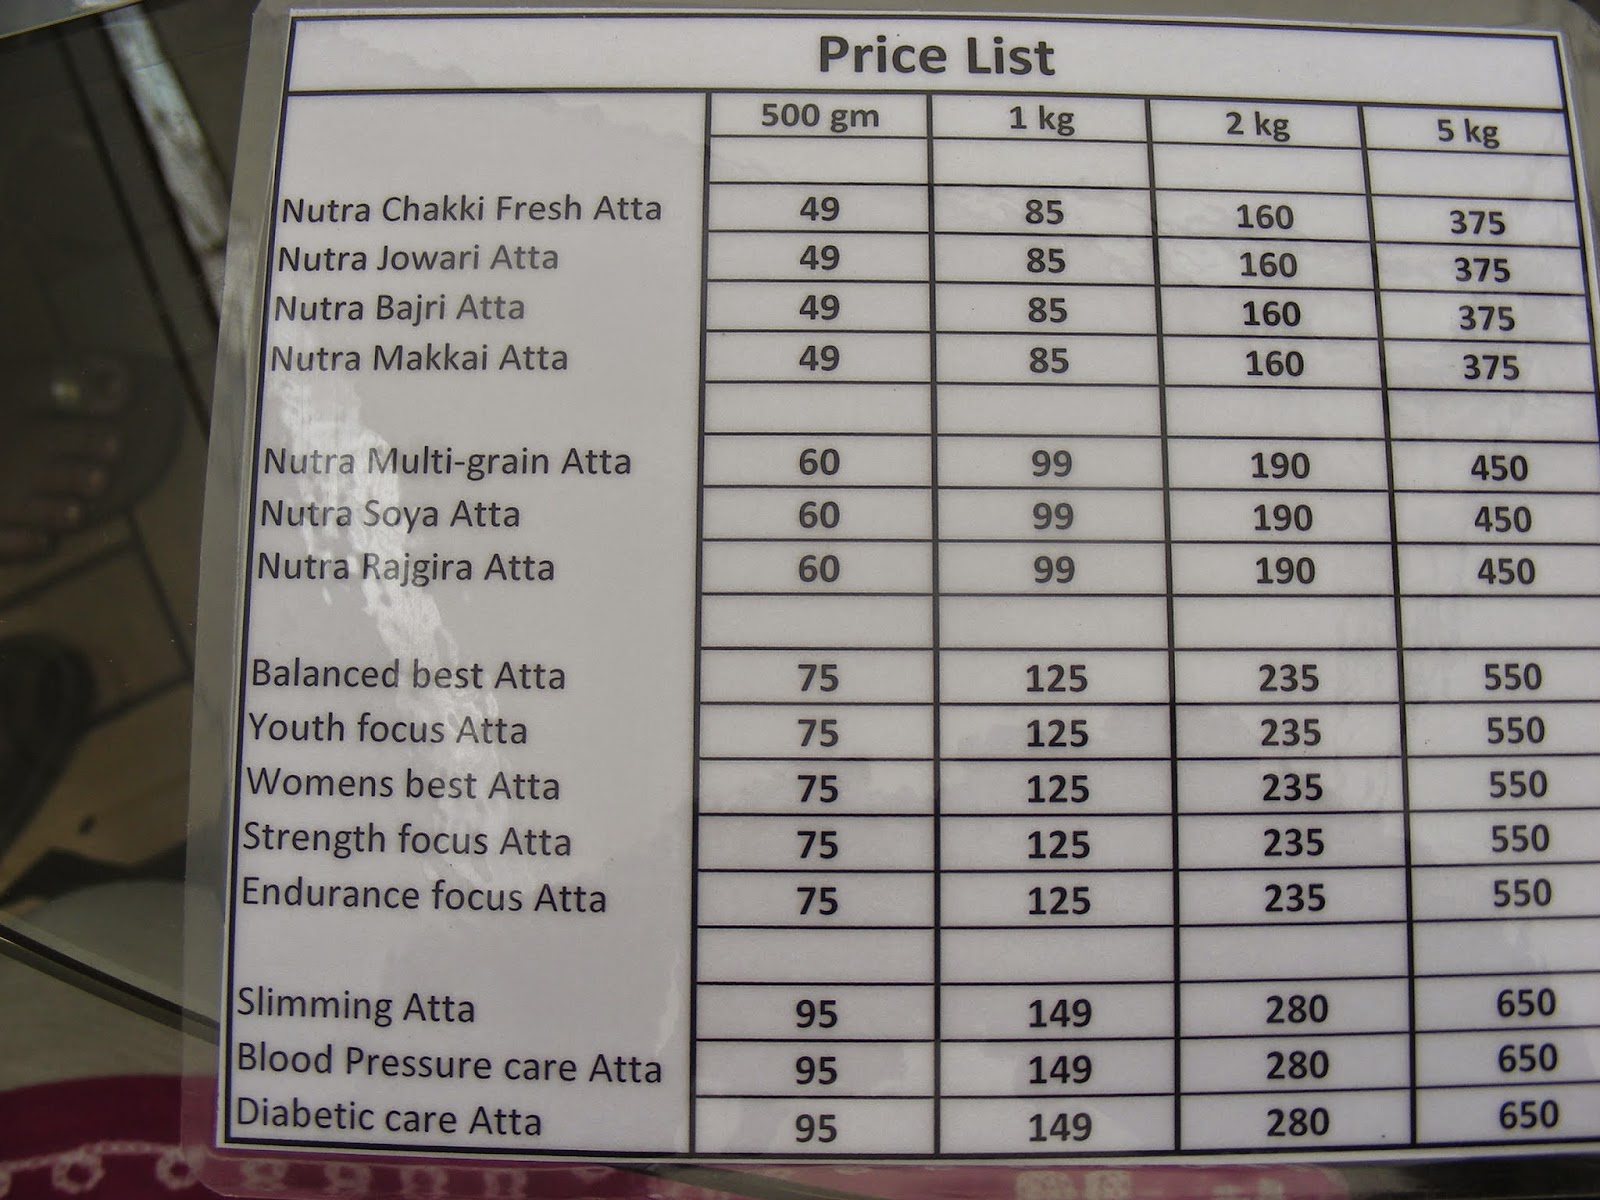 Price List
500 gm 1 kg 2 kg 5 kg
Nutra Chakki Fresh Atta 49 85 160 375
Nutra Jowari Atta 49 85 160 375
Nutra Bajri Atta 49 85 160 375
Nutra Makkai Atta 49 85 160 375
Nutra Multi-grain Atta 60 99 190 450
Nutra Soya Atta 60 99 190 450
Nutra Rajgira Atta 60 99 190 450
Balanced best Atta 75 125 235 550
Youth focus Atta 75 125 235 550
Womens best Atta 75 125 235 550
Strength focus Atta 75 125 235 550
Endurance focus Atta 75 125 235 550
Slimming Atta 95 149 280 650
Blood Pressure care Atta 95 149 280 650
Diabetic care Atta 95 149 280 650